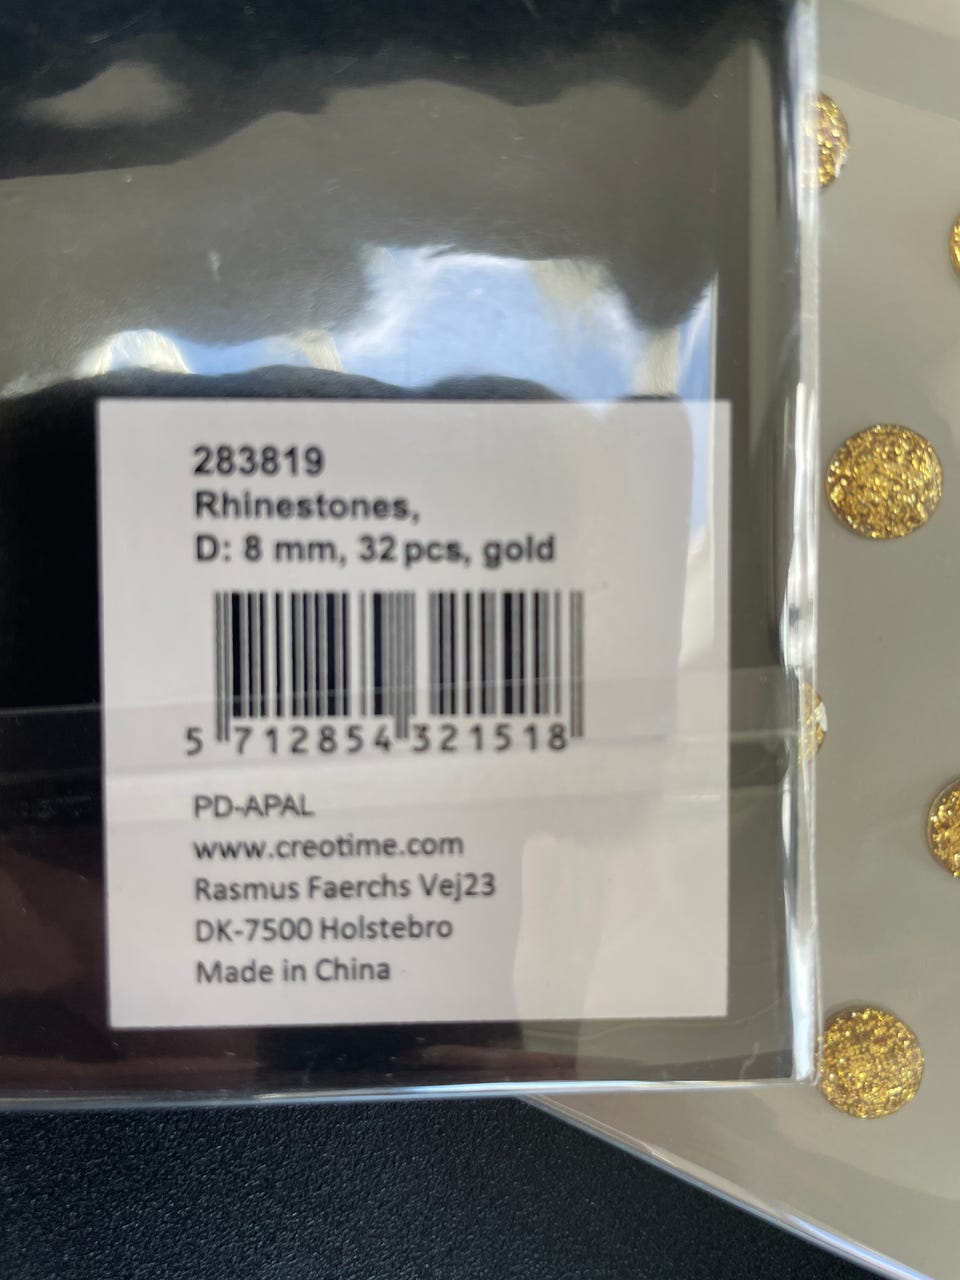 283819
Rhinestones,
D: 8 mm, 32 pcs, gold
5 712854 321518
PD-APAL
www.creotime.com
Rasmus Faerchs Vej23
DK-7500 Holstebro
Made in China